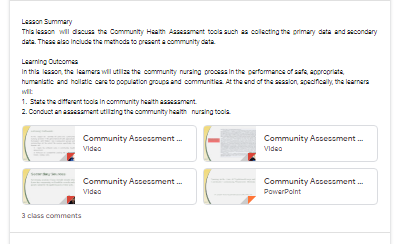 Lesson Summary
This lesson will discuss the Community Health Assessment tools such as collecting the primary data and secondary
data. These also include the methods to present a community data.
Learning Outcomes
In this lesson, the learners will utilize the community nursing process in the performance of safe, appropriate,
humanistic and holistic care to population groups and communities. At the end of the session, specifically, the learners
will:
1. State the different tools in community health assessment.
2. Conduct an assessment utilizing the community health nursing tools.
Community Assessment ...
Video
Community Assessment ...
Video
Community Assessment ...
Video
Community Assessment ...
PowerPoint
3 class comments